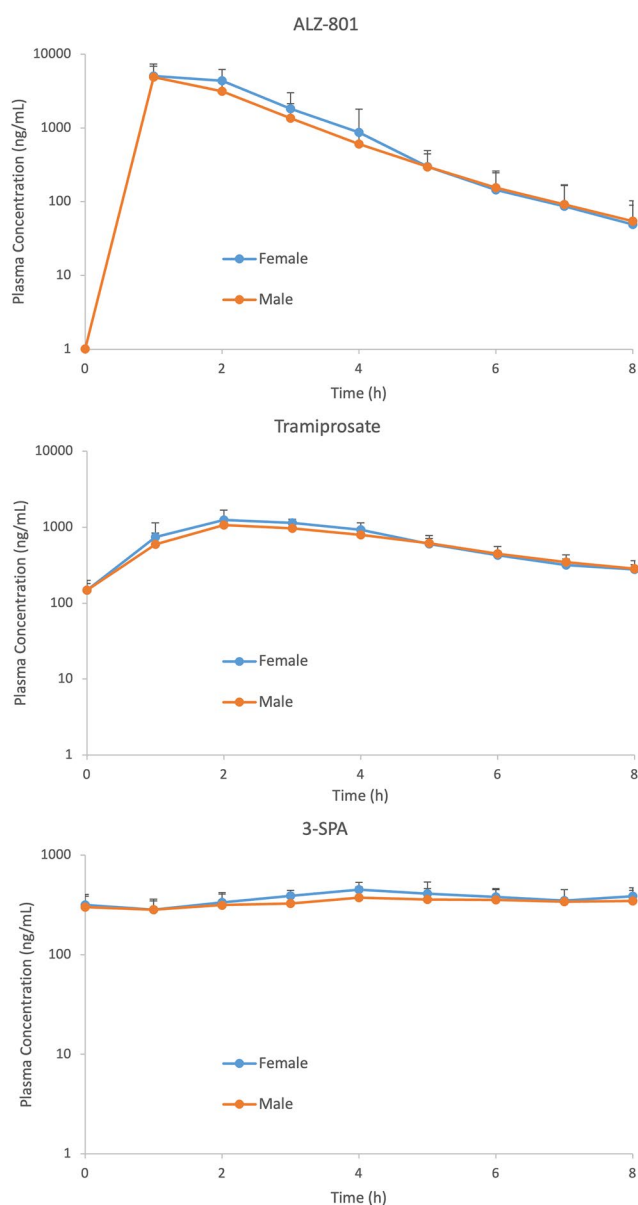 ALZ-801
10000
1000
100
10
1
Plasma Concentration (ng/mL)
Female
Male
0 2 4 6 8
Time (h)
Tramiprosate
10000
1000
100
10
1
Plasma Concentration (ng/mL)
Female
Male
0 2 4 6 8
Time (h)
3-SPA
1000
100
10
1
Plasma Concentration (ng/mL)
Female
Male
0 2 4 6 8
Time (h)